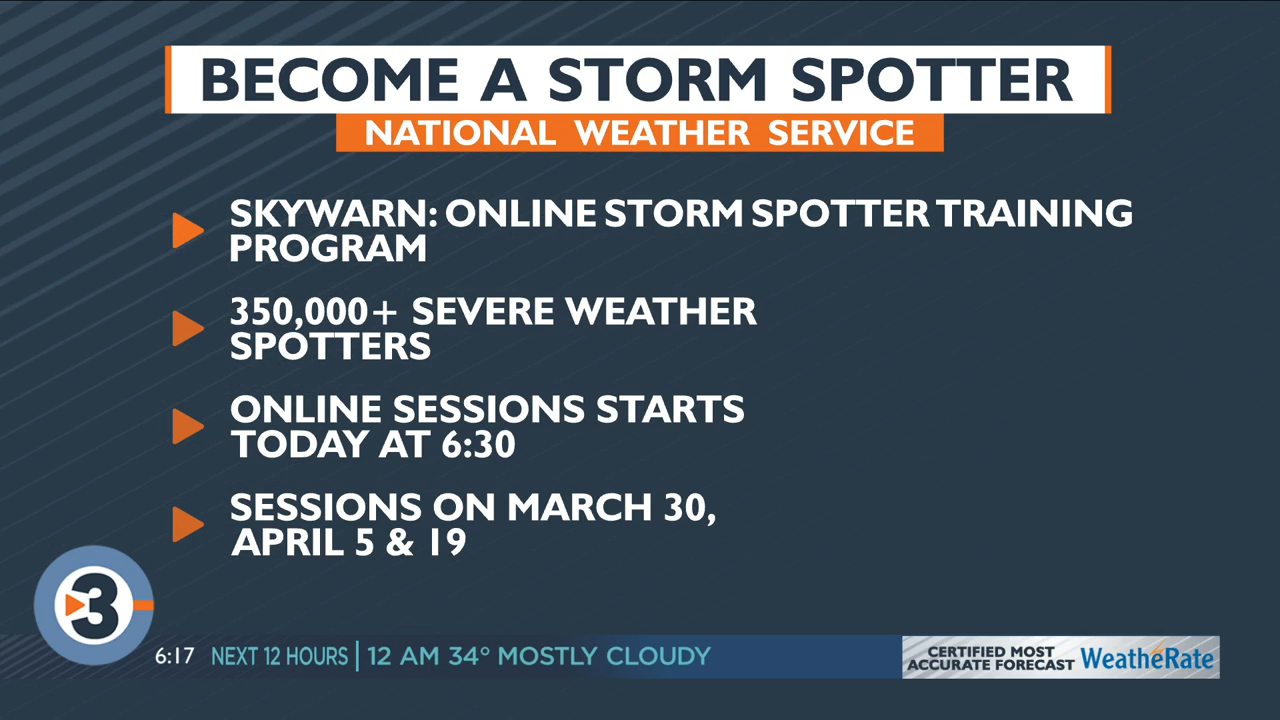 BECOME A STORM SPOTTER
NATIONAL WEATHER SERVICE
SKYWARN: ONLINE STORM SPOTTER TRAINING
PROGRAM
350,000+ SEVERE WEATHER
SPOTTERS
ONLINE SESSIONS STARTS
TODAY AT 6:30
SESSIONS ON MARCH 30,
APRIL 5 & 19
3
6:17 NEXT 12 HOURS | 12 AM 34° MOSTLY CLOUDY
CERTIFIED MOST
ACCURATE FORECAST WeatheRate